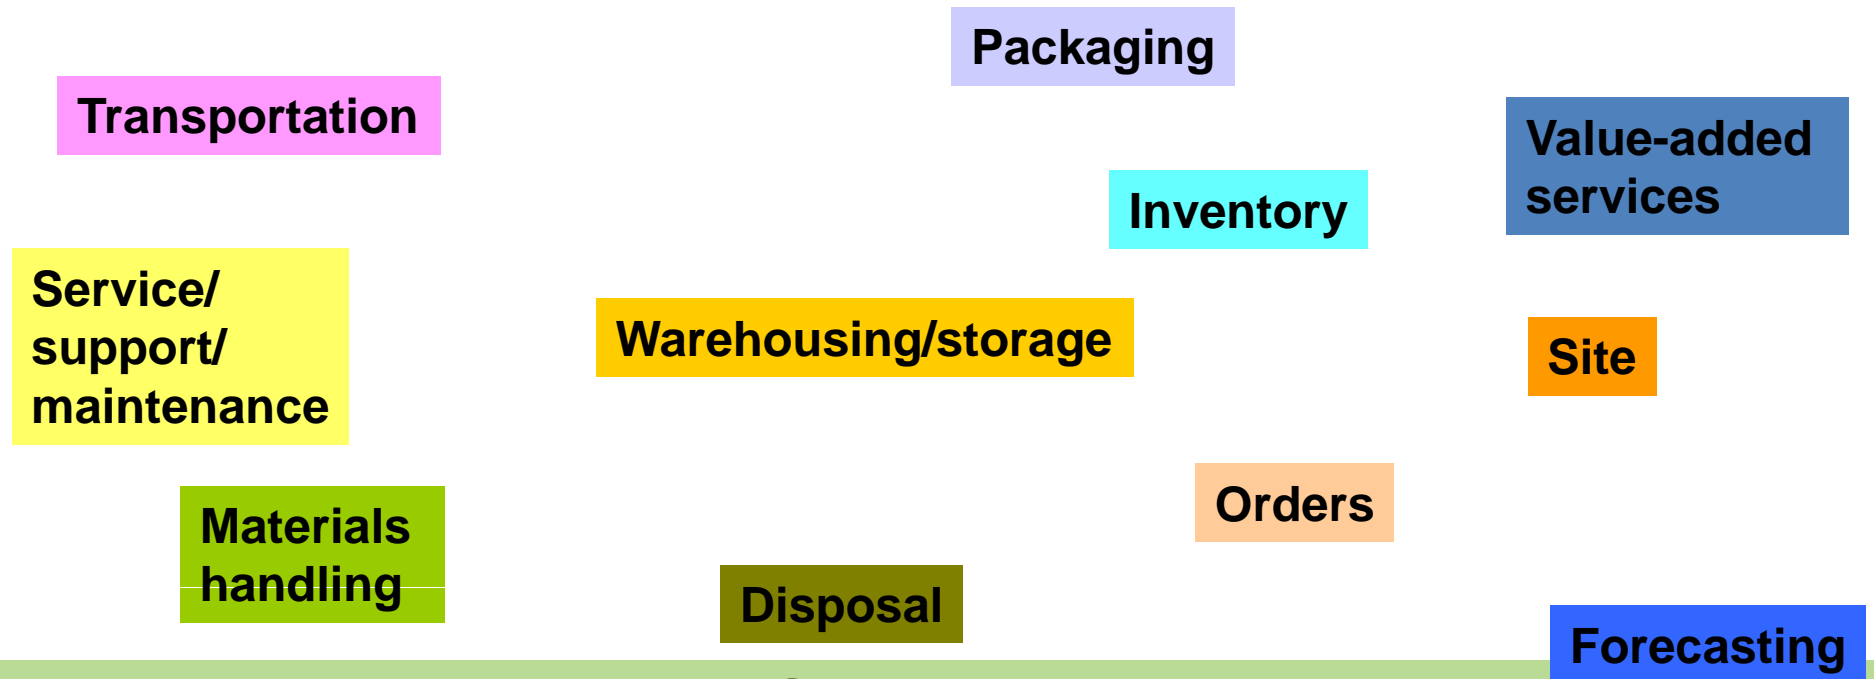 Packaging
Transportation
Value-added
services
Inventory
Service/
support/
maintenance
Warehousing/storage
Site
Orders
Materials
handling
Disposal
Forecasting